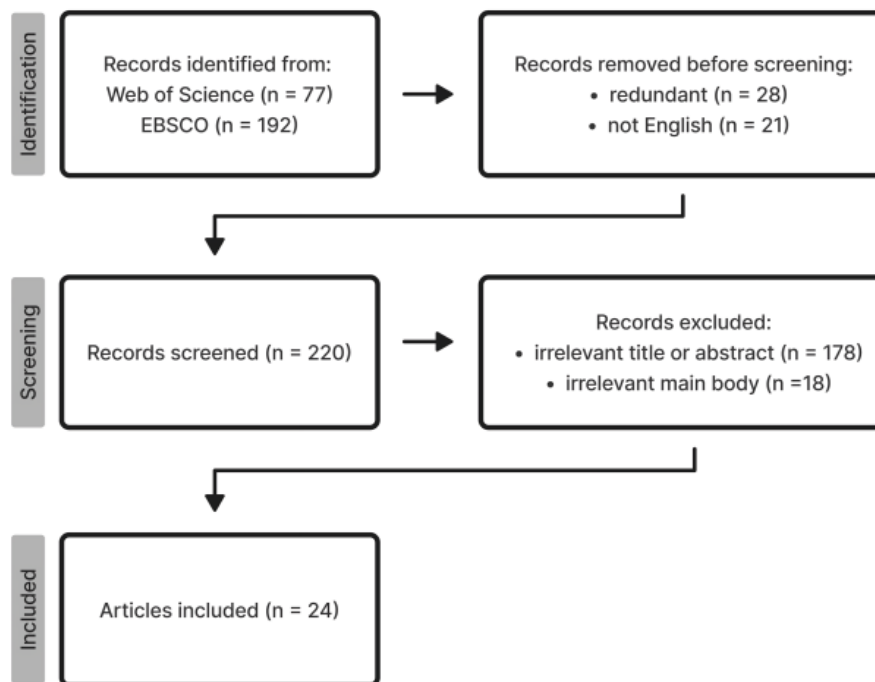 Identification
Records identified from:
Web of Science (n = 77)
EBSCO (n = 192)
Records removed before screening:
• redundant (n = 28)
• not English (n = 21)
Screening
Records screened (n = 220)
Records excluded:
• irrelevant title or abstract (n = 178)
• irrelevant main body (n =18)
Included
Articles included (n = 24)